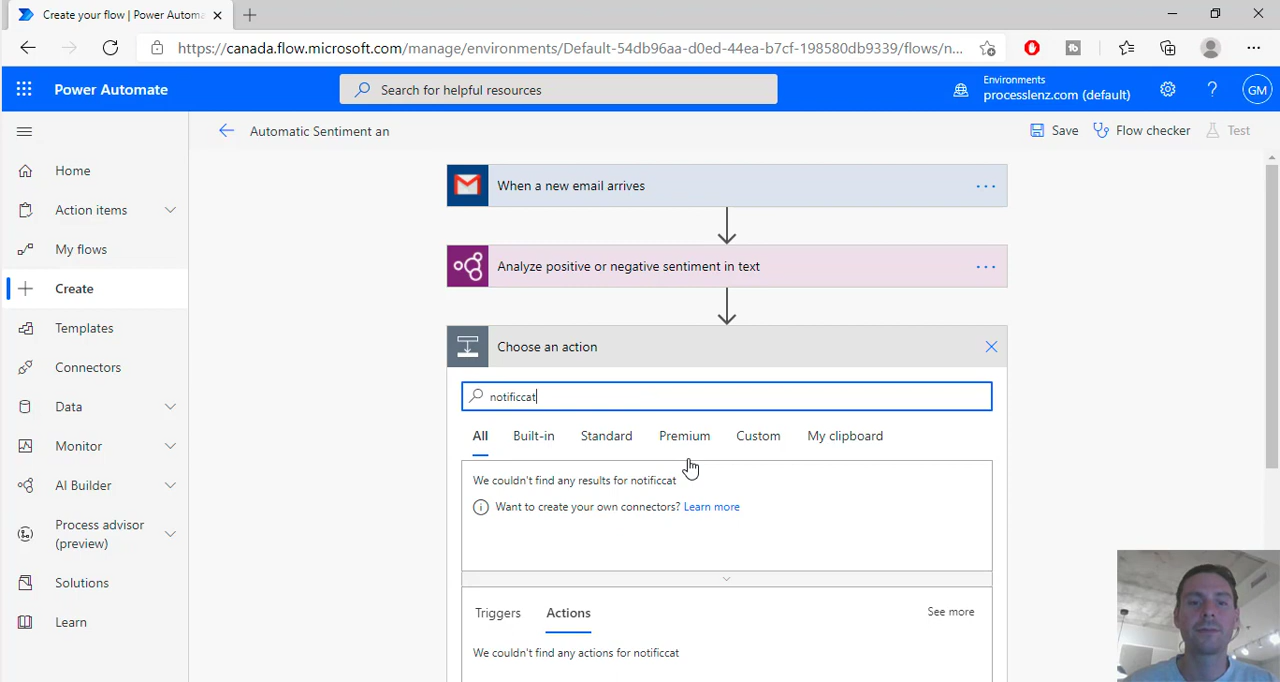 Create your flow | Power Automa
https://canada.flow.microsoft.com/manage/environments/Default-54db96aa-d0ed-44ea-b7cf-198580db9339/flows/n...
Power Automate
Search for helpful resources
Environments
processlenz.com (default)
GM
Automatic Sentiment an
Save
Flow checker
Test
Home
Action items
My flows
Create
Templates
Connectors
Data
Monitor
AI Builder
Process advisor
(preview)
Solutions
Learn
When a new email arrives
Analyze positive or negative sentiment in text
Choose an action
notificcat
All
Built-in
Standard
Premium
Custom
My clipboard
We couldn't find any results for notificcat
Want to create your own connectors? Learn more
Triggers
Actions
See more
We couldn't find any actions for notificcat